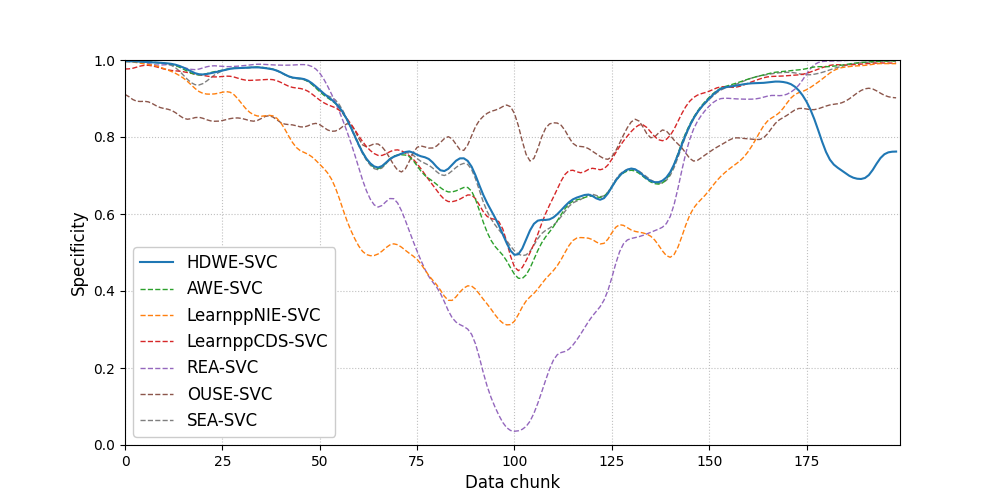 1.0
0.8
0.6
0.4
0.2
0.0
Specificity
HDWE-SVC
AWE-SVC
LearnppNIE-SVC
LearnppCDS-SVC
REA-SVC
OUSE-SVC
SEA-SVC
0 25 50 75 100 125 150 175
Data chunk